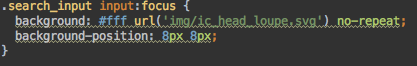 .search_input input:focus {
  background: #fff url('img/ic_head_loupe.svg') no-repeat;
  background-position: 8px 8px;
}